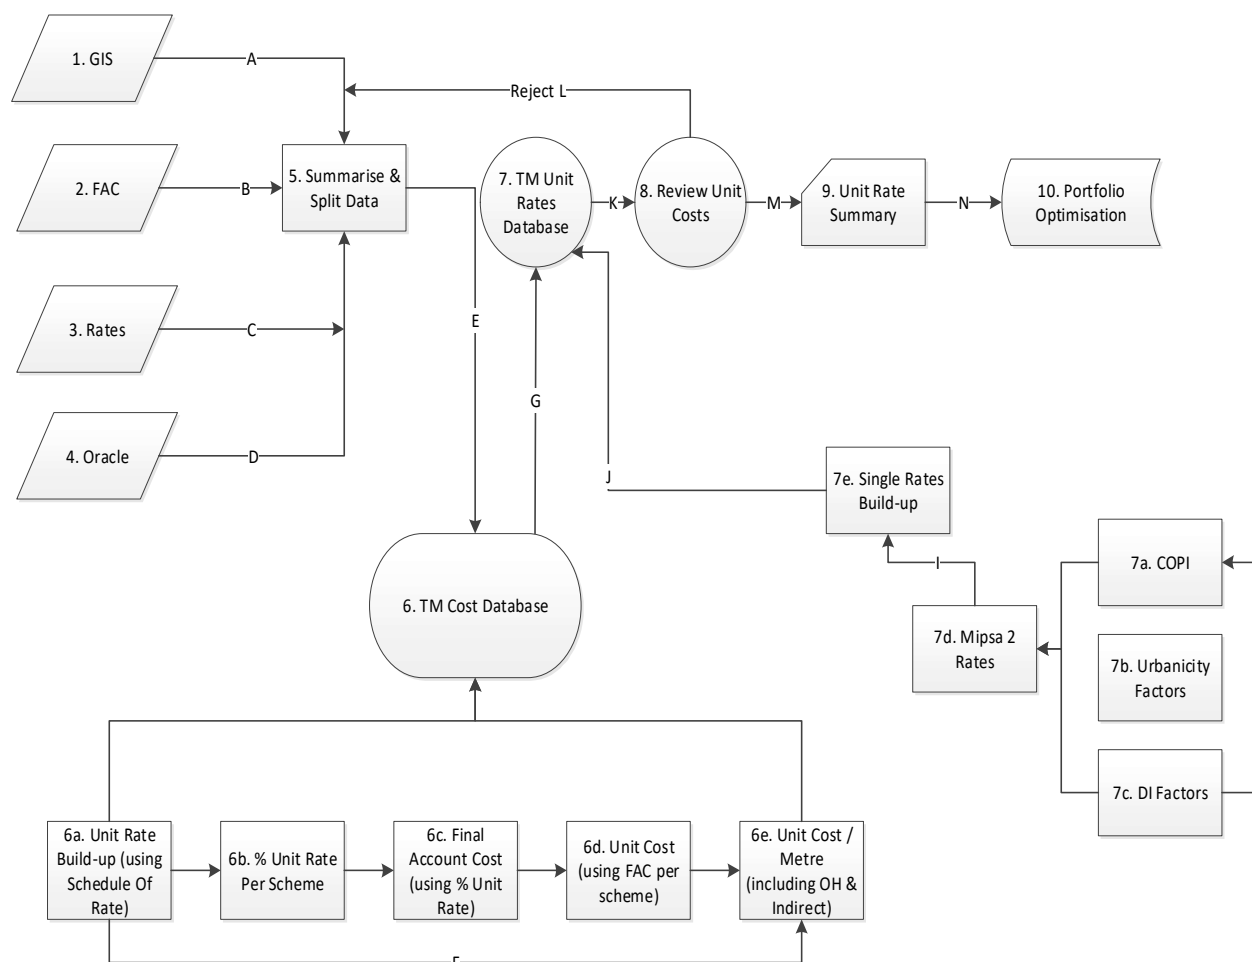 1. GIS
A
Reject L
2. FAC
B
5. Summarise &
Split Data
7. TM Unit
Rates
Database
K
8. Review Unit
Costs
M
9. Unit Rate
Summary
N
10. Portfolio
Optimisation
3. Rates
C
E
G
4. Oracle
D
J
7e. Single Rates
Build-up
I
7a. COPI
6. TM Cost Database
7d. Mipsa 2
Rates
7b. Urbanicity
Factors
7c. DI Factors
6a. Unit Rate
Build-up (using
Schedule Of
Rate)
6b. % Unit Rate
Per Scheme
6c. Final
Account Cost
(using % Unit
Rate)
6d. Unit Cost
(using FAC per
scheme)
6e. Unit Cost /
Metre
(including OH &
Indirect)